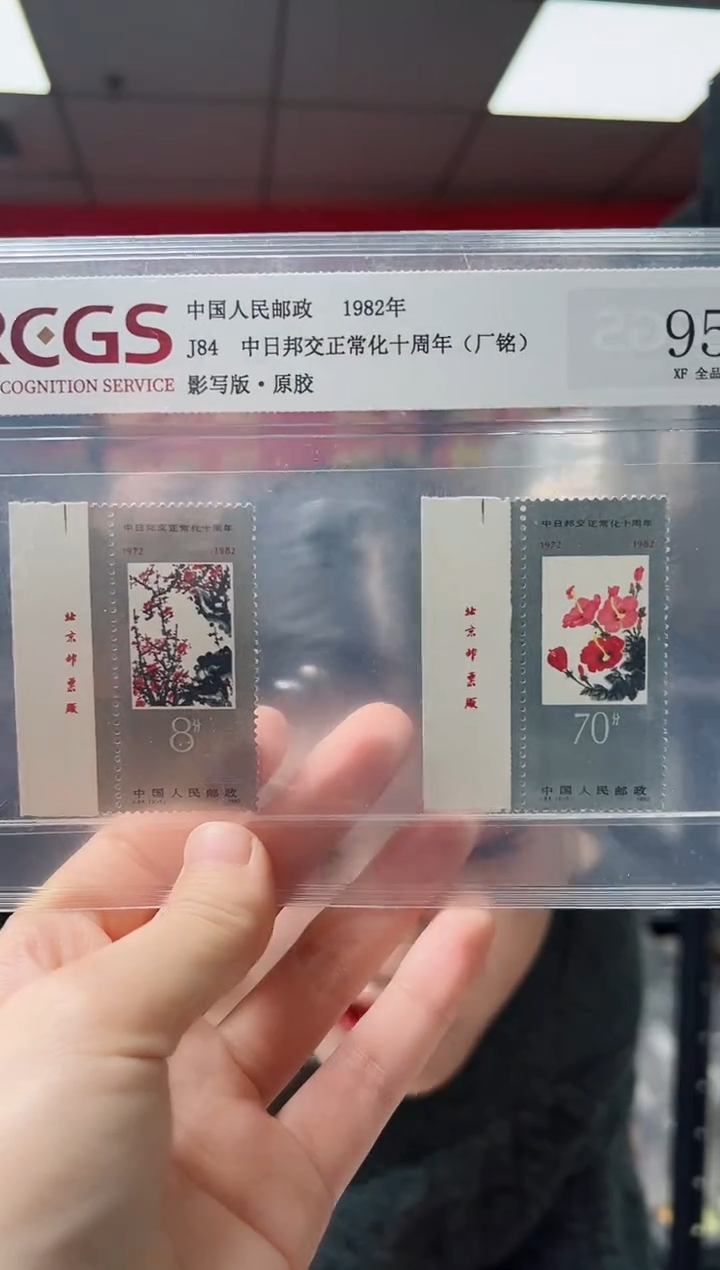 RCGS
COGNITION SERVICE
中国人民邮政 1982年
J84 中日邦交正常化十周年（厂铭）
影写版·原胶
95
XF 全品
中日邦交正常化十周年
1972 1982
北京邮票厂
8分
中国人民邮政
中日邦交正常化十周年
1972 1982
北京邮票厂
70分
中国人民邮政